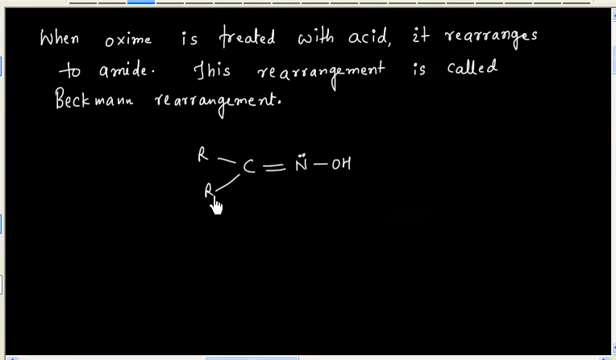 When oxime is treated with acid, it rearranges
to amide. This rearrangement is called
Beckmann rearrangement.
R
C = N̈ — OH
R